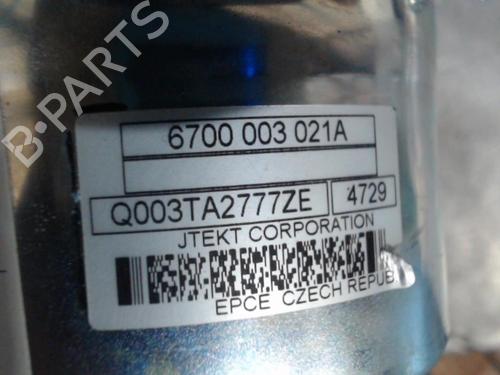 B-PARTS
6700 003 021A
Q003TA2777ZE 4729
JTEKT CORPORATION
EPCE CZECH REPUB